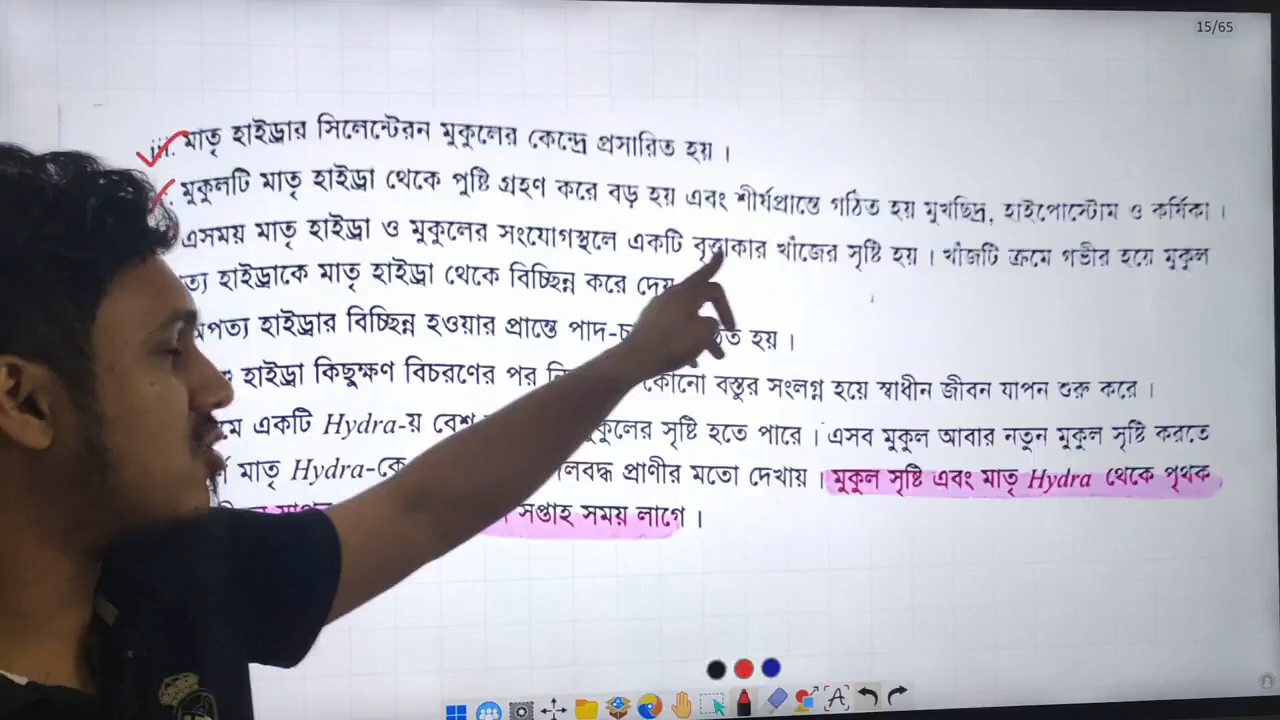 15/65
iii. মাতৃ হাইড্রার সিলেন্টেরন মুকুলের কেন্দ্রে প্রসারিত হয়।
মুকুলটি মাতৃ হাইড্রা থেকে পুষ্টি গ্রহণ করে বড় হয় এবং শীর্ষপ্রান্তে গঠিত হয় মুখছিদ্র, হাইপোস্টোম ও কর্ষিকা।
এসময় মাতৃ হাইড্রা ও মুকুলের সংযোগস্থলে একটি বৃত্তাকার খাঁজের সৃষ্টি হয়। খাঁজটি ক্রমে গভীর হয়ে মুকুল
হাইড্রাকে মাতৃ হাইড্রা থেকে বিচ্ছিন্ন করে দেয়
অপত্য হাইড্রার বিচ্ছিন্ন হওয়ার প্রান্তে পাদ- হয়।
হাইড্রা কিছুক্ষণ বিচরণের পর কোনো বস্তুর সংলগ্ন হয়ে স্বাধীন জীবন যাপন শুরু করে।
একটি Hydra-য় বেশ মুকুলের সৃষ্টি হতে পারে। এসব মুকুল আবার নতুন মুকুল সৃষ্টি করতে
মাতৃ Hydra-কে প্রাণীর মতো দেখায়। মুকুল সৃষ্টি এবং মাতৃ Hydra থেকে পৃথক
সপ্তাহ সময় লাগে।